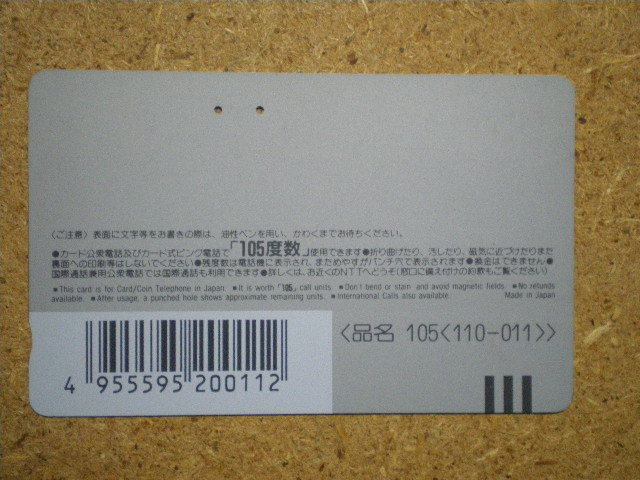 〈ご注意〉表面に文字等をお書きの際は、油性ペンを用い、かわくまでお待ちください。
●カード公衆電話及びカード式ピンク電話で「105度数」使用できます●折り曲げたり、汚したり、磁気に近づけたりまた
裏面への印刷等はしないでください●残度数は電話機に表示され、またためやすがパンチ穴で表示されます●換金はできません●
国際通話兼用公衆電話では国際通話も利用できます●詳しくは、お近くのNTTへどうぞ(窓口に備え付けの約款もご覧ください)
■This card is for Card/Coin Telephone in Japan. ■It is worth「105」call units. ■Don't bend or stain and avoid magnetic fields. ■No refunds
available. ■After usage, a punched hole shows approximate remaining units. ■International Calls also available. Made in Japan
〈品名 105〈110-011〉〉
4 955595 200112